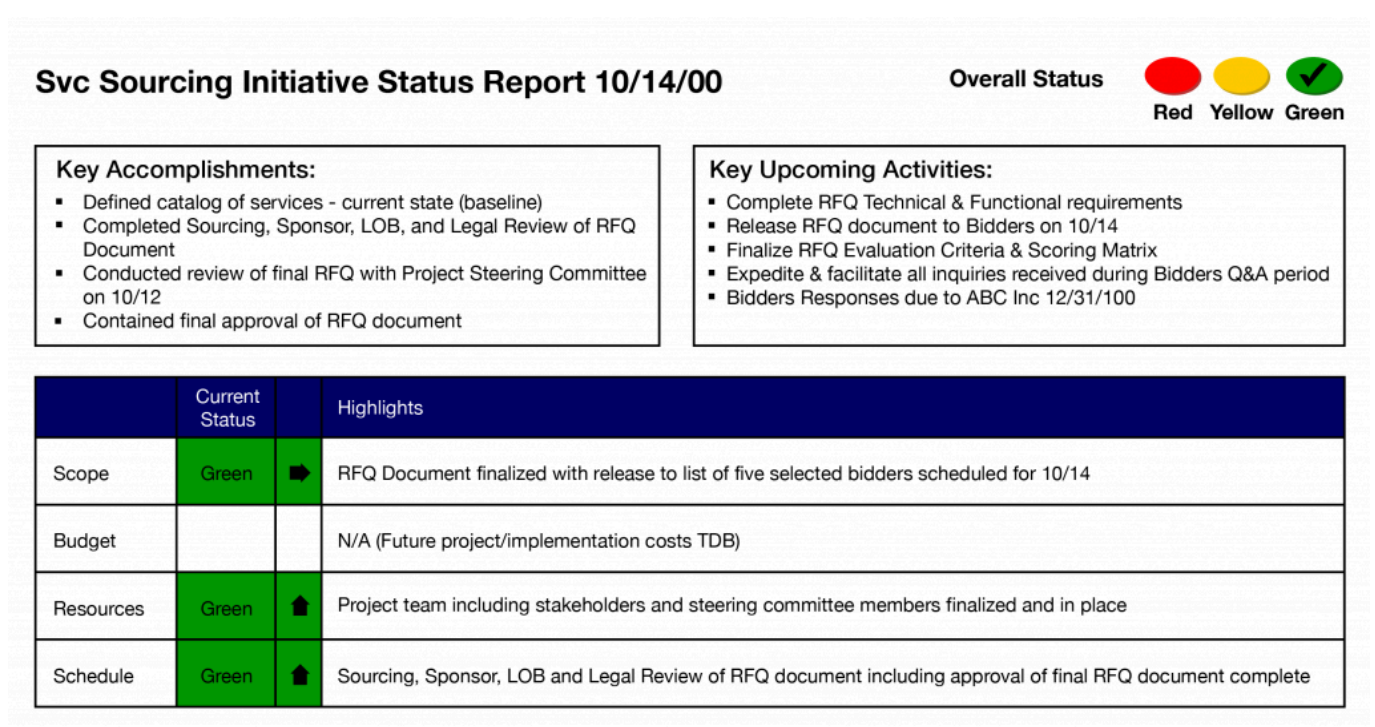 Svc Sourcing Initiative Status Report 10/14/00
Overall Status
Red Yellow Green
Key Accomplishments:
▪ Defined catalog of services - current state (baseline)
▪ Completed Sourcing, Sponsor, LOB, and Legal Review of RFQ
Document
▪ Conducted review of final RFQ with Project Steering Committee
on 10/12
▪ Contained final approval of RFQ document
Key Upcoming Activities:
▪ Complete RFQ Technical & Functional requirements
▪ Release RFQ document to Bidders on 10/14
▪ Finalize RFQ Evaluation Criteria & Scoring Matrix
▪ Expedite & facilitate all inquiries received during Bidders Q&A period
▪ Bidders Responses due to ABC Inc 12/31/100
Current
Status
Highlights
Scope Green RFQ Document finalized with release to list of five selected bidders scheduled for 10/14
Budget N/A (Future project/implementation costs TDB)
Resources Green Project team including stakeholders and steering committee members finalized and in place
Schedule Green Sourcing, Sponsor, LOB and Legal Review of RFQ document including approval of final RFQ document complete